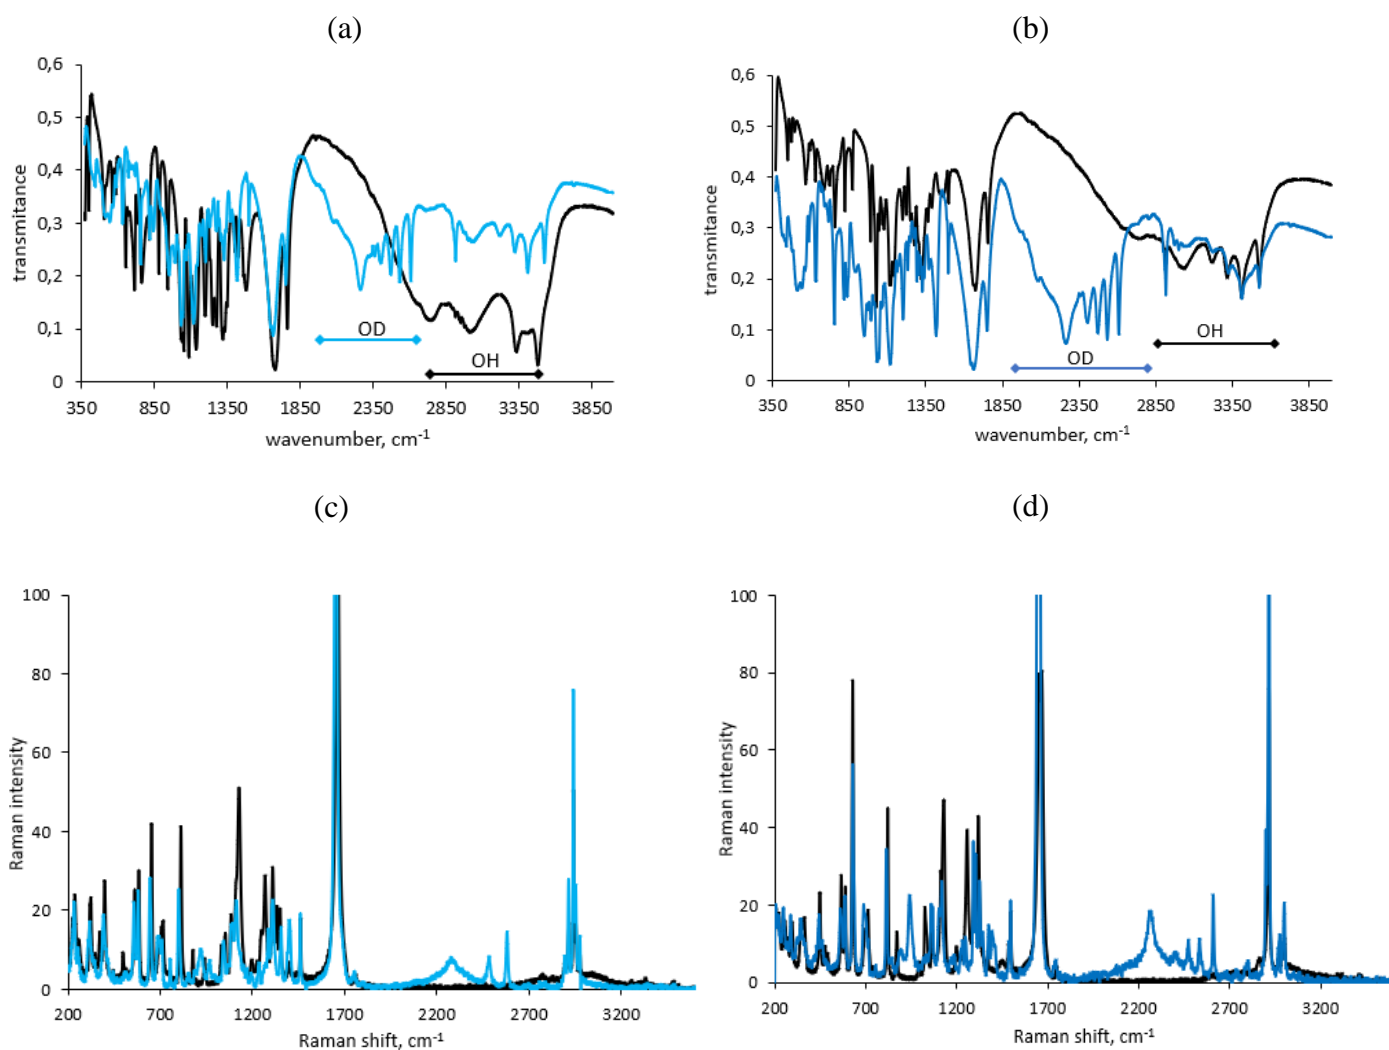 (a)
0,6
0,5
0,4
0,3
0,2
0,1
0
transmitance
OD
OH
350 850 1350 1850 2350 2850 3350 3850
wavenumber, cm-1
(b)
0,6
0,5
0,4
0,3
0,2
0,1
0
transmitance
OH
OD
350 850 1350 1850 2350 2850 3350 3850
wavenumber, cm-1
(c)
100
80
60
40
20
0
Raman intensity
200 700 1200 1700 2200 2700 3200
Raman shift, cm-1
(d)
100
80
60
40
20
0
Raman intensity
200 700 1200 1700 2200 2700 3200
Raman shift, cm-1